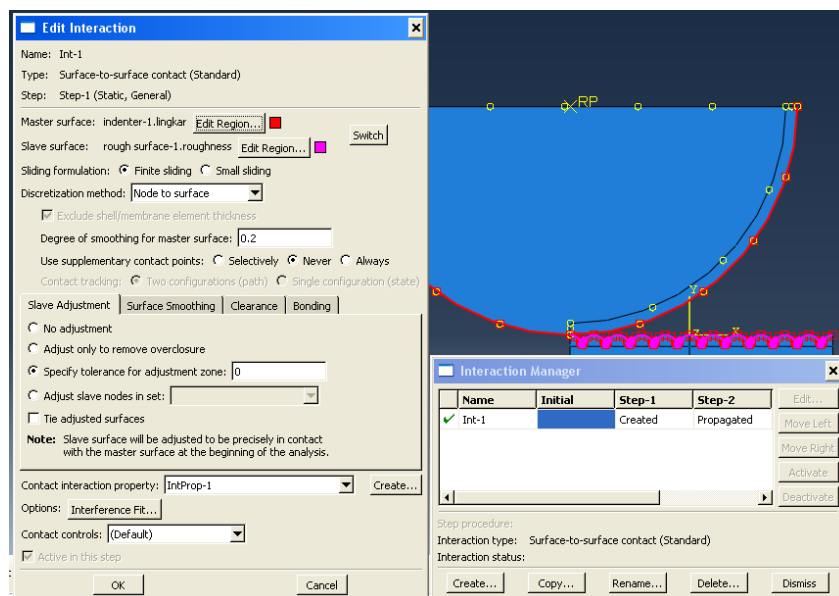 Edit Interaction
Name: Int-1
Type: Surface-to-surface contact (Standard)
Step: Step-1 (Static, General)
Master surface: indenter-1.lingkar Edit Region...
Switch
Slave surface: rough surface-1.roughness Edit Region...
Sliding formulation: Finite sliding Small sliding
Discretization method: Node to surface
Exclude shell/membrane element thickness
Degree of smoothing for master surface: 0.2
Use supplementary contact points: Selectively Never Always
Contact tracking: Two configurations (path) Single configuration (state)
Slave Adjustment Surface Smoothing Clearance Bonding
No adjustment
Adjust only to remove overclosure
Specify tolerance for adjustment zone: 0
Adjust slave nodes in set:
Tie adjusted surfaces
Note: Slave surface will be adjusted to be precisely in contact
with the master surface at the beginning of the analysis.
Contact interaction property: IntProp-1 Create...
Options: Interference Fit...
Contact controls: (Default)
Active in this step
OK Cancel
RP
Y
Z X
Interaction Manager
Name Initial Step-1 Step-2 Edit...
Int-1 Created Propagated Move Left
Move Right
Activate
Deactivate
Step procedure:
Interaction type: Surface-to-surface contact (Standard)
Interaction status:
Create... Copy... Rename... Delete... Dismiss